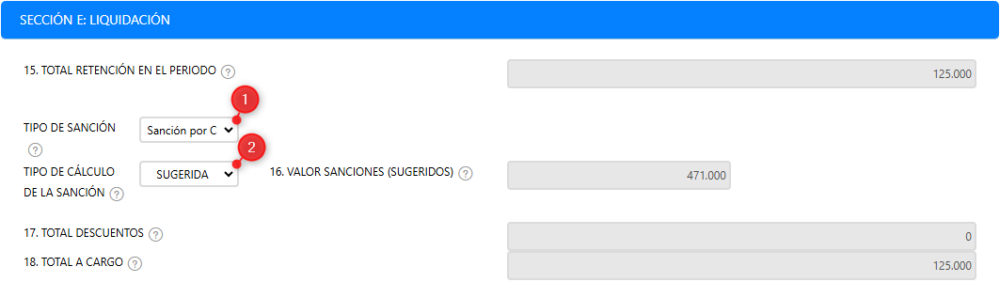 SECCIÓN E: LIQUIDACIÓN
15. TOTAL RETENCIÓN EN EL PERIODO ? 125.000
1
TIPO DE SANCIÓN ? Sanción por C
2
TIPO DE CÁLCULO DE LA SANCIÓN ? SUGERIDA 16. VALOR SANCIONES (SUGERIDOS) ? 471.000
17. TOTAL DESCUENTOS ? 0
18. TOTAL A CARGO ? 125.000